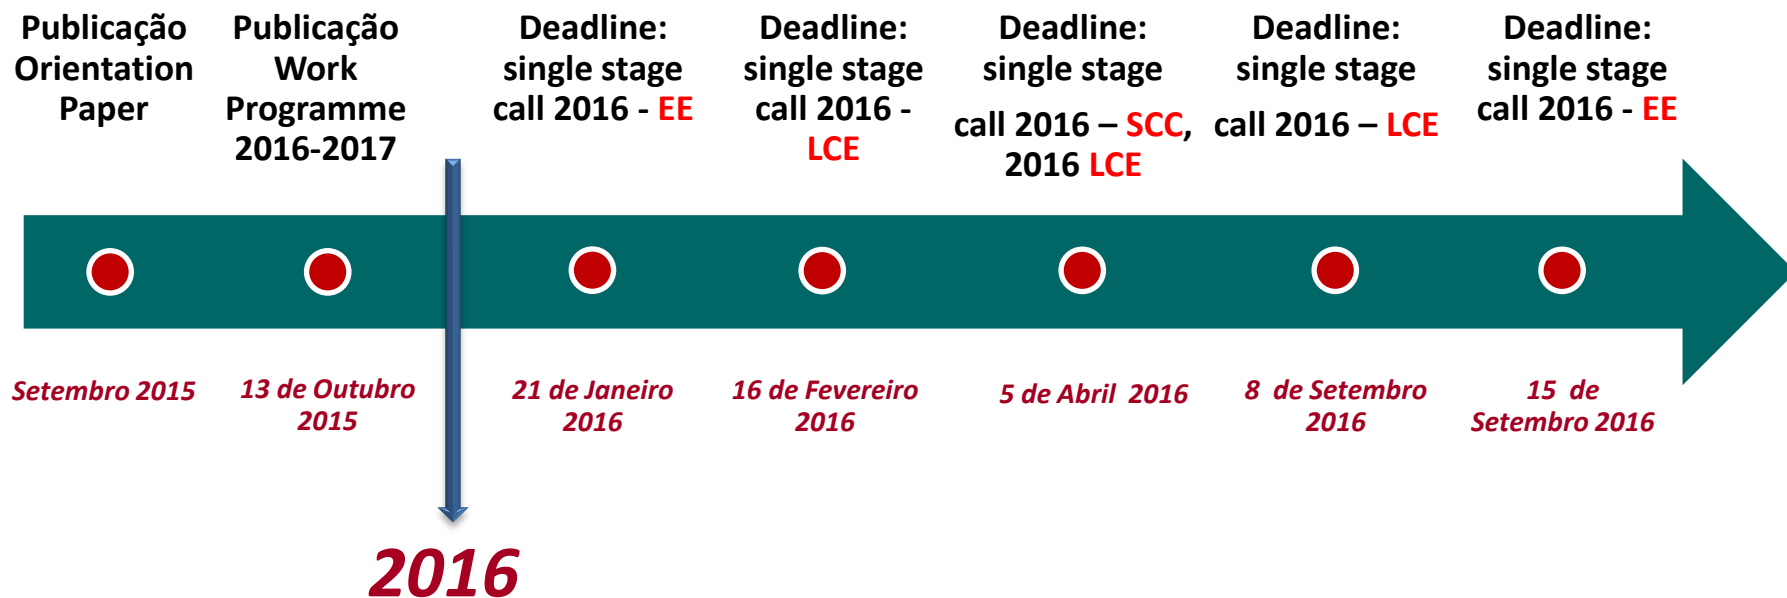 Publicação
Orientation
Paper
Publicação
Work
Programme
2016-2017
Deadline:
single stage
call 2016 - EE
Deadline:
single stage
call 2016 -
LCE
Deadline:
single stage
call 2016 – SCC,
2016 LCE
Deadline:
single stage
call 2016 – LCE
Deadline:
single stage
call 2016 - EE
Setembro 2015
13 de Outubro
2015
21 de Janeiro
2016
16 de Fevereiro
2016
5 de Abril 2016
8 de Setembro
2016
15 de
Setembro 2016
2016